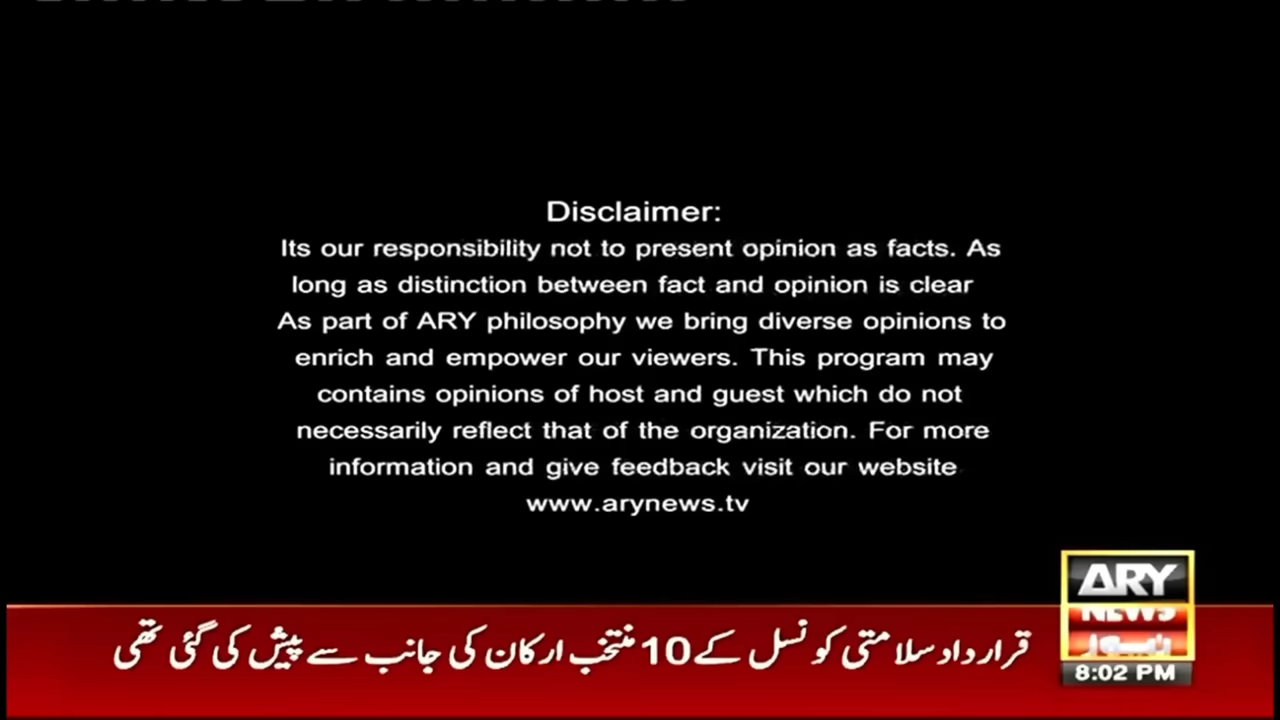 Disclaimer:
Its our responsibility not to present opinion as facts. As
long as distinction between fact and opinion is clear
As part of ARY philosophy we bring diverse opinions to
enrich and empower our viewers. This program may
contains opinions of host and guest which do not
necessarily reflect that of the organization. For more
information and give feedback visit our website
www.arynews.tv
ARY
NEWS
قرارداد سلامتی کونسل کے 10 منتخب ارکان کی جانب سے پیش کی گئی تھی
8:02 PM